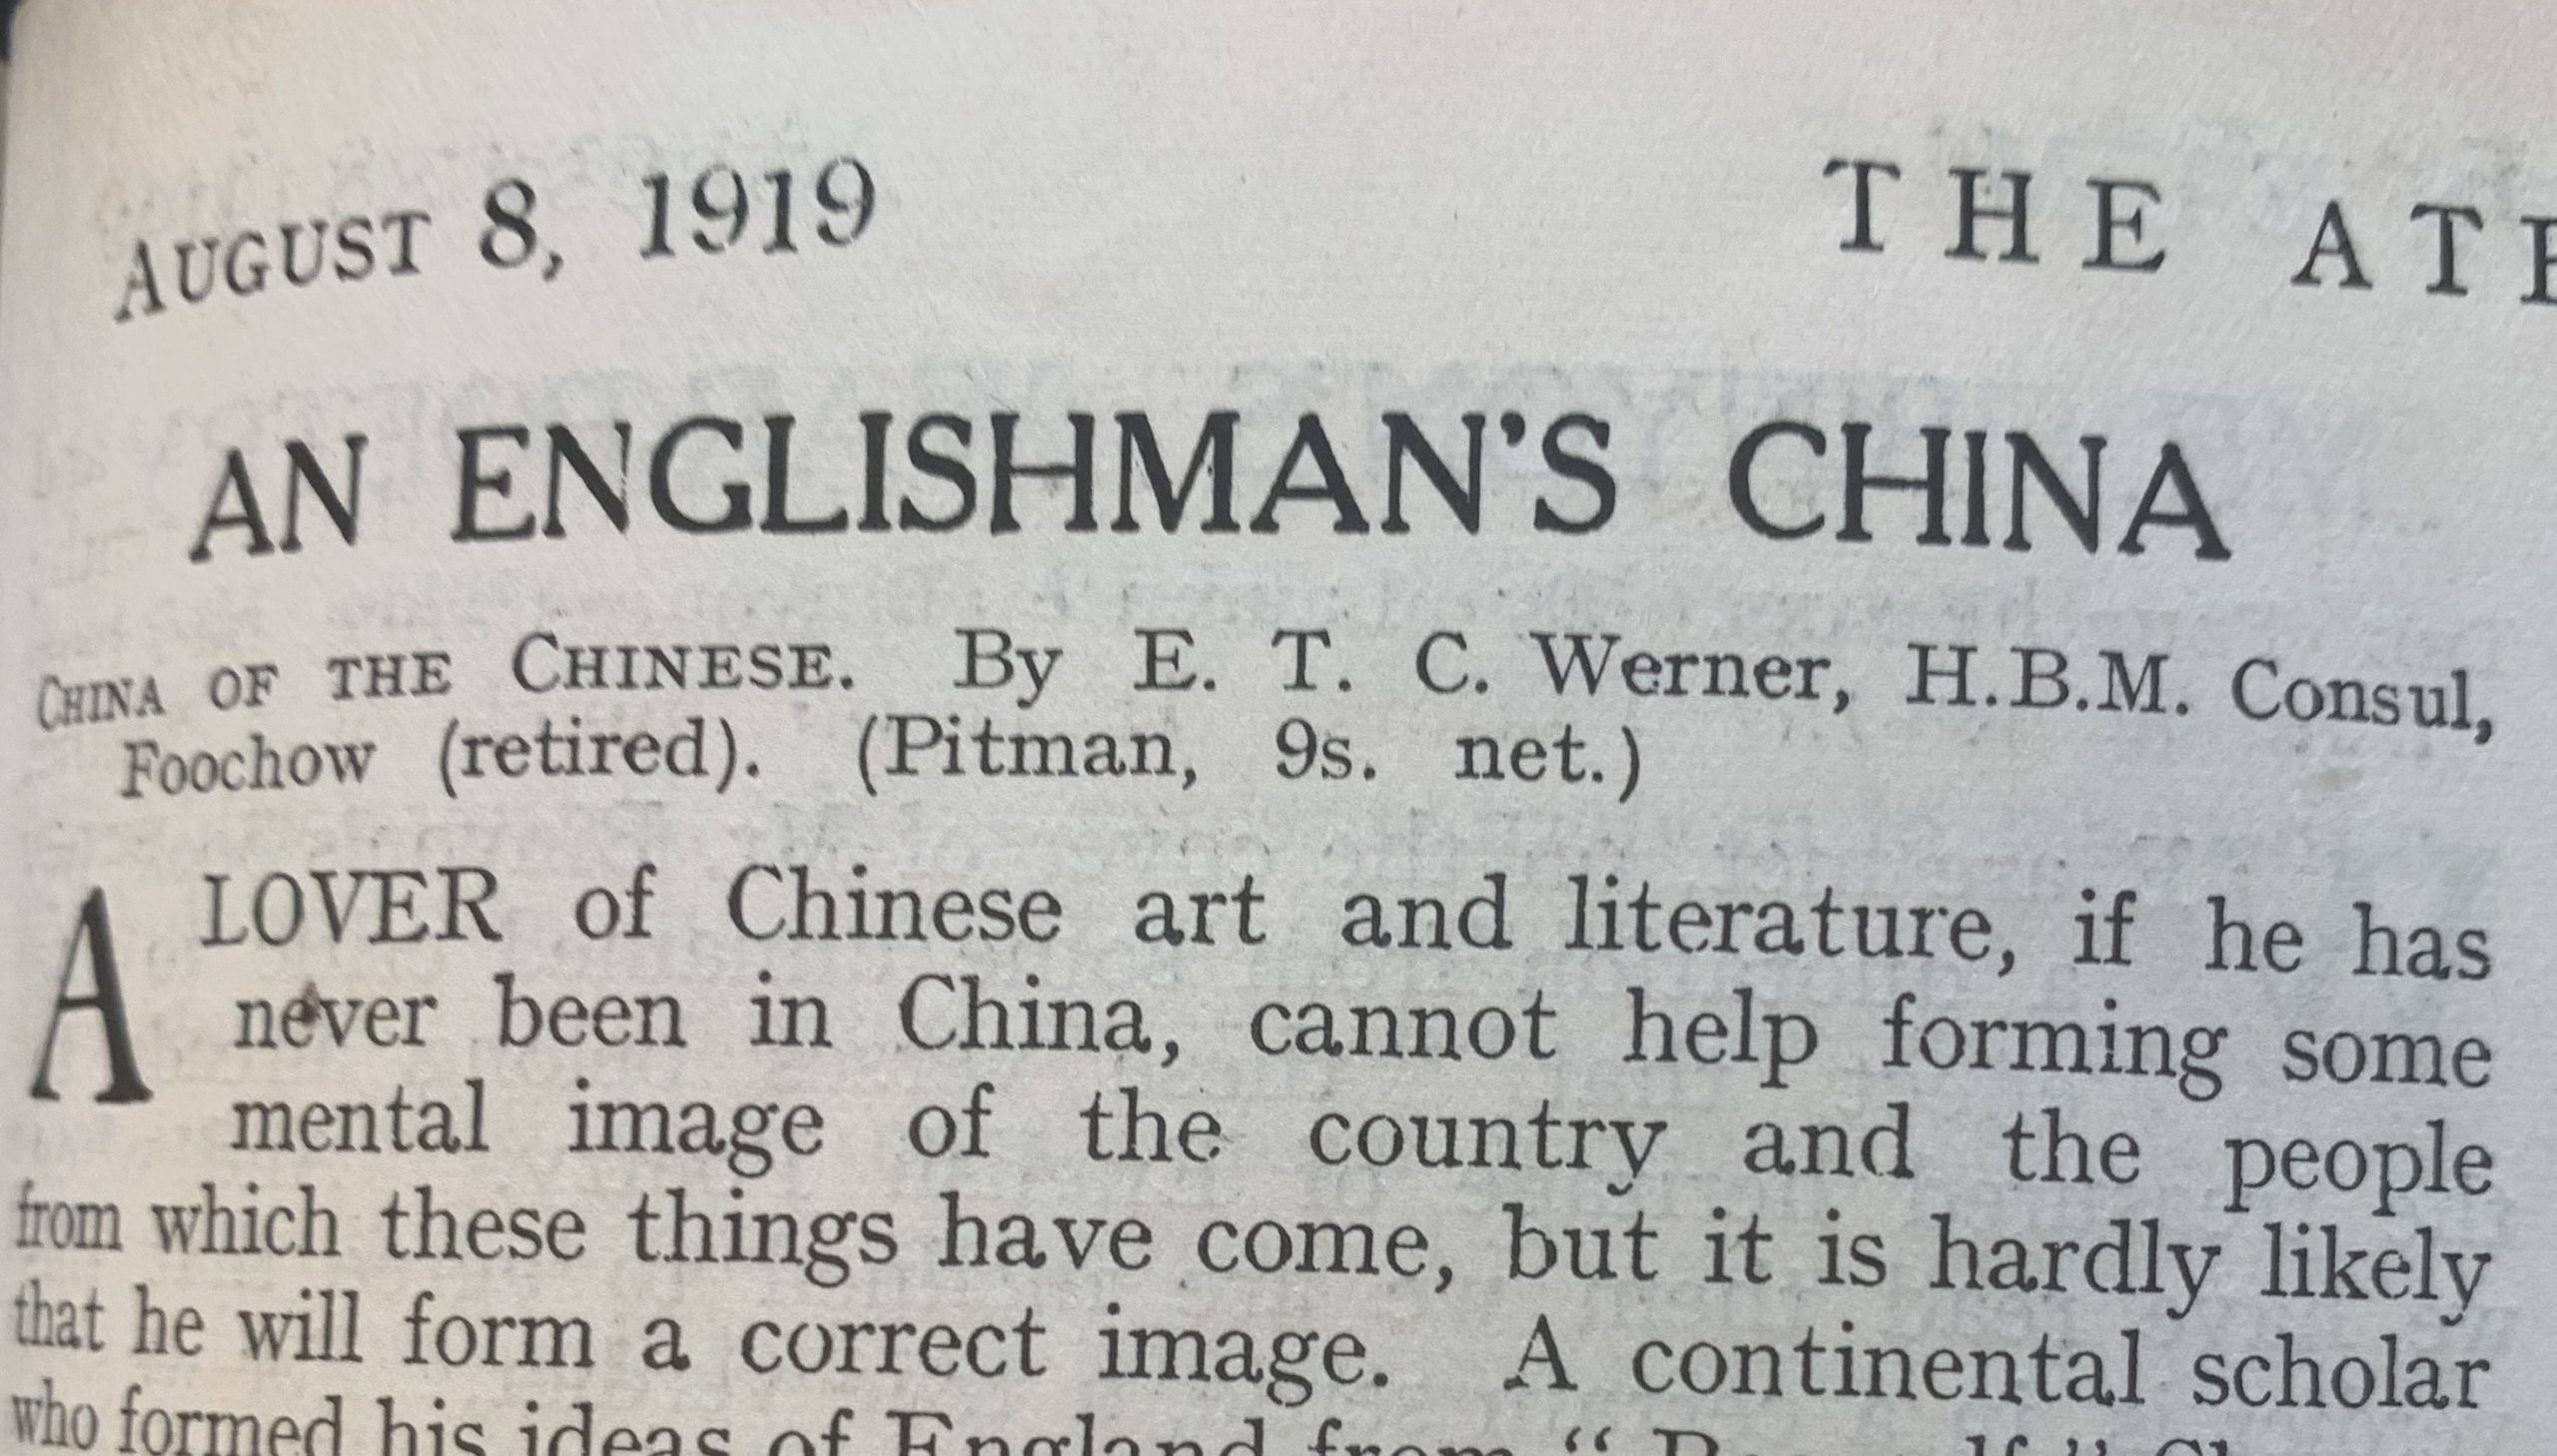 AUGUST 8, 1919 THE ATH
AN ENGLISHMAN'S CHINA
CHINA OF THE CHINESE. By E. T. C. Werner, H.B.M. Consul,
Foochow (retired). (Pitman, 9s. net.)
A LOVER of Chinese art and literature, if he has
never been in China, cannot help forming some
mental image of the country and the people
from which these things have come, but it is hardly likely
that he will form a correct image. A continental scholar
who formed his ideas of England from "